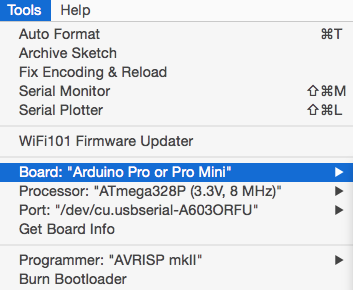 Tools Help
Auto Format ⌘T
Archive Sketch
Fix Encoding & Reload
Serial Monitor ⇧⌘M
Serial Plotter ⇧⌘L
WiFi101 Firmware Updater
Board: "Arduino Pro or Pro Mini"
Processor: "ATmega328P (3.3V, 8 MHz)"
Port: "/dev/cu.usbserial-A603ORFU"
Get Board Info
Programmer: "AVRISP mkII"
Burn Bootloader